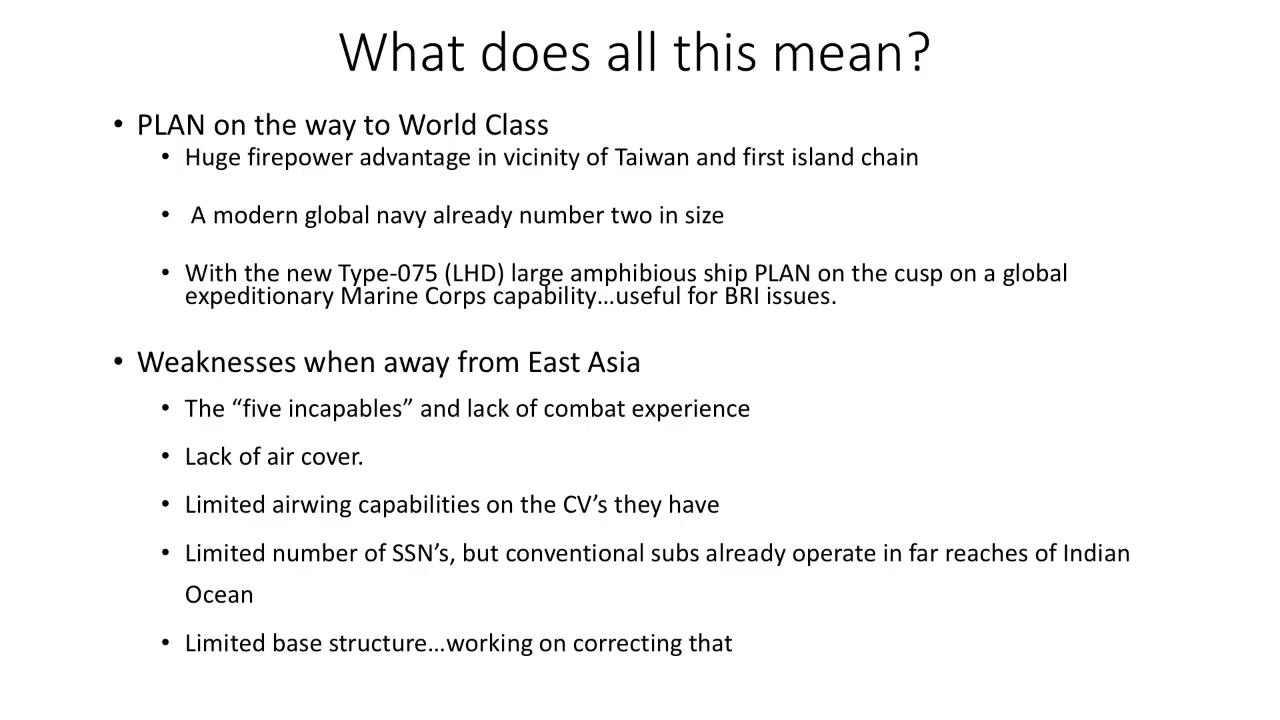 What does all this mean?
• PLAN on the way to World Class
• Huge firepower advantage in vicinity of Taiwan and first island chain
• A modern global navy already number two in size
• With the new Type-075 (LHD) large amphibious ship PLAN on the cusp on a global
expeditionary Marine Corps capability…useful for BRI issues.
• Weaknesses when away from East Asia
• The “five incapables” and lack of combat experience
• Lack of air cover.
• Limited airwing capabilities on the CV’s they have
• Limited number of SSN’s, but conventional subs already operate in far reaches of Indian
Ocean
• Limited base structure…working on correcting that